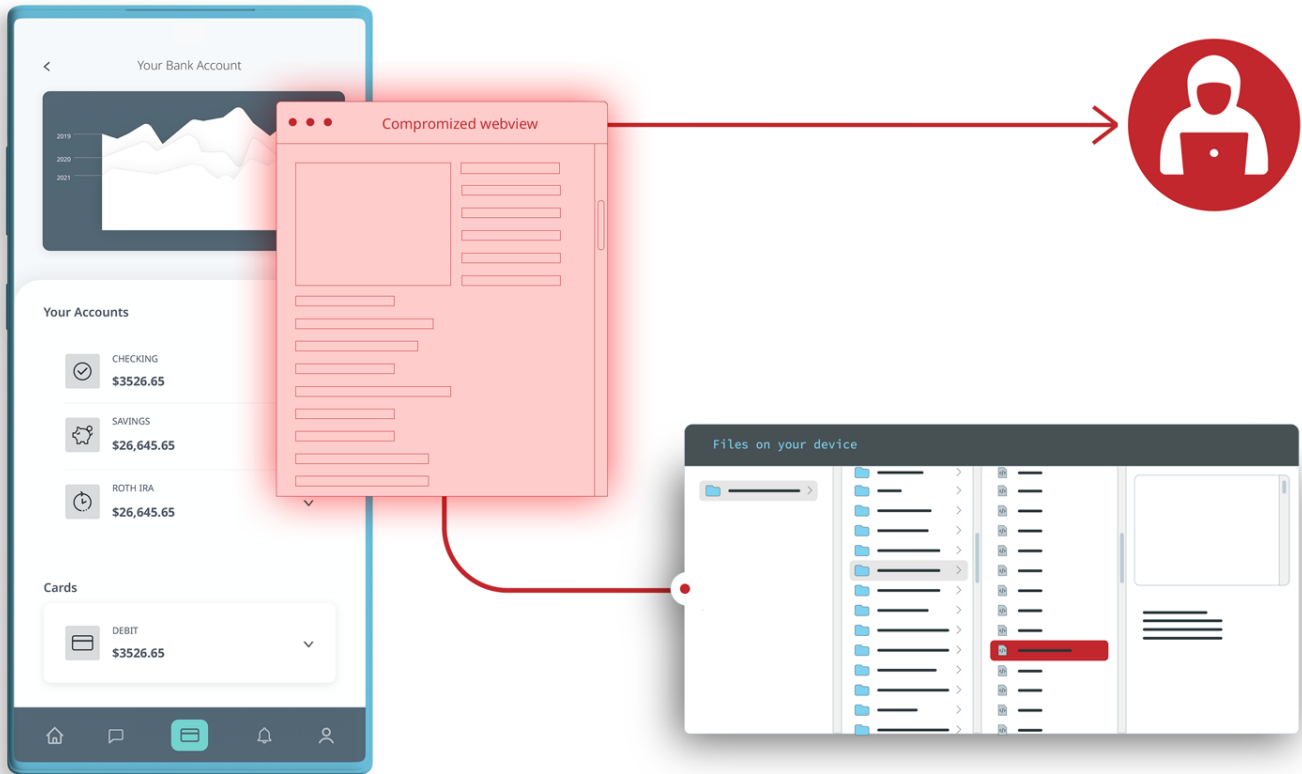 Your Bank Account
2019
2020
2021
Compromized webview
Your Accounts
CHECKING
$3526.65
SAVINGS
$26,645.65
ROTH IRA
$26,645.65
Cards
DEBIT
$3526.65
Files on your device